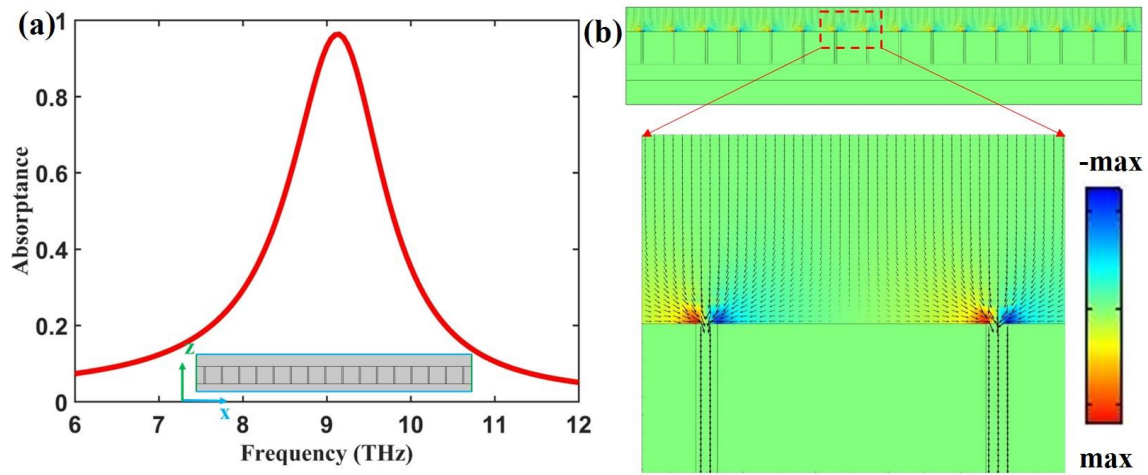 (a)
1
0.8
0.6
0.4
0.2
0
Absorptance
z
x
6 7 8 9 10 11 12
Frequency (THz)
(b)
-max
max